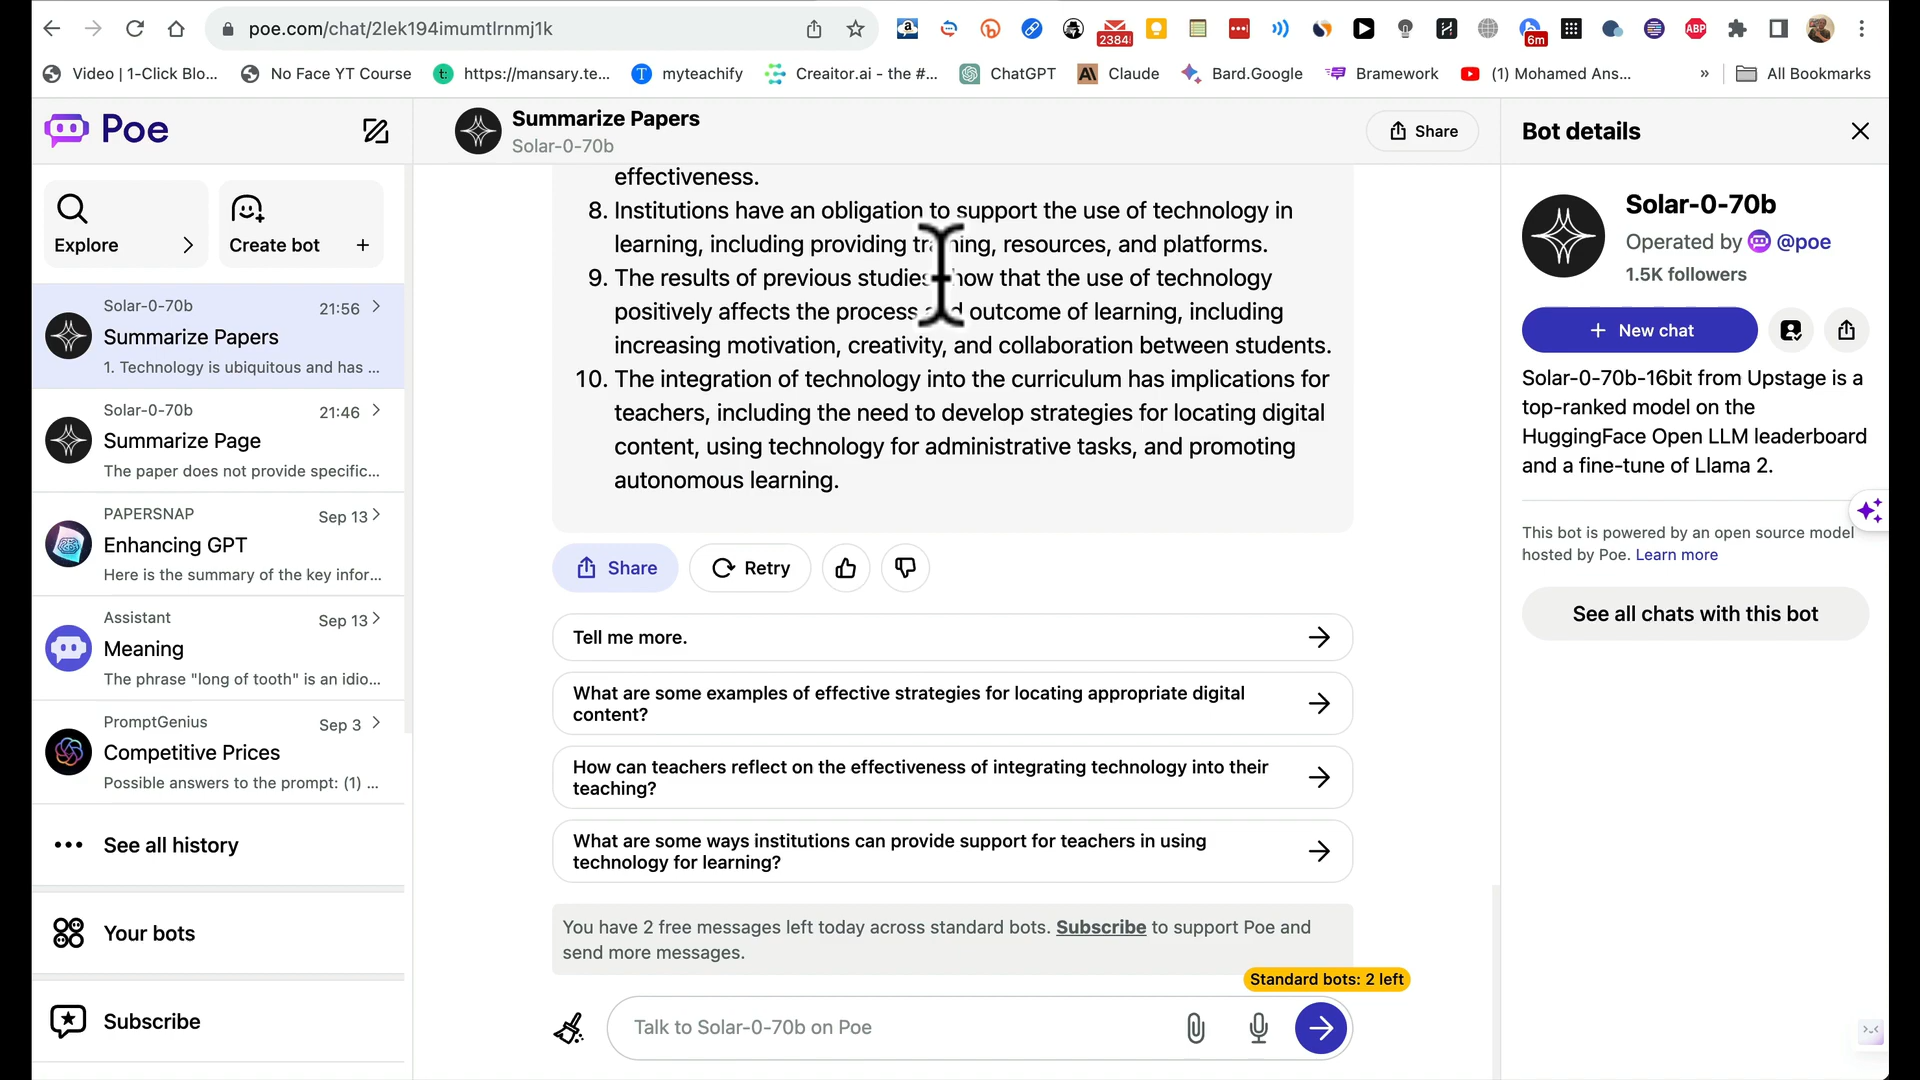 poe.com/chat/2lek194imumtlrnmj1k
2384
6m
ABP
Video | 1-Click Blo...
No Face YT Course
https://mansary.te...
myteachify
Creaitor.ai - the #...
ChatGPT
Claude
Bard.Google
Bramework
(1) Mohamed Ans...
»
All Bookmarks
Poe
Explore
Create bot
Solar-0-70b
21:56
Summarize Papers
1. Technology is ubiquitous and has ...
Solar-0-70b
21:46
Summarize Page
The paper does not provide specific...
PAPERSNAP
Sep 13
Enhancing GPT
Here is the summary of the key infor...
Assistant
Sep 13
Meaning
The phrase "long of tooth" is an idio...
PromptGenius
Sep 3
Competitive Prices
Possible answers to the prompt: (1) ...
See all history
Your bots
Subscribe
Summarize Papers
Solar-0-70b
Share
effectiveness.
8. Institutions have an obligation to support the use of technology in
learning, including providing training, resources, and platforms.
9. The results of previous studies show that the use of technology
positively affects the process and outcome of learning, including
increasing motivation, creativity, and collaboration between students.
10. The integration of technology into the curriculum has implications for
teachers, including the need to develop strategies for locating digital
content, using technology for administrative tasks, and promoting
autonomous learning.
Share
Retry
Tell me more.
What are some examples of effective strategies for locating appropriate digital
content?
How can teachers reflect on the effectiveness of integrating technology into their
teaching?
What are some ways institutions can provide support for teachers in using
technology for learning?
You have 2 free messages left today across standard bots. Subscribe to support Poe and
send more messages.
Standard bots: 2 left
Talk to Solar-0-70b on Poe
Bot details
Solar-0-70b
Operated by @poe
1.5K followers
+ New chat
Solar-0-70b-16bit from Upstage is a
top-ranked model on the
HuggingFace Open LLM leaderboard
and a fine-tune of Llama 2.
This bot is powered by an open source model
hosted by Poe. Learn more
See all chats with this bot